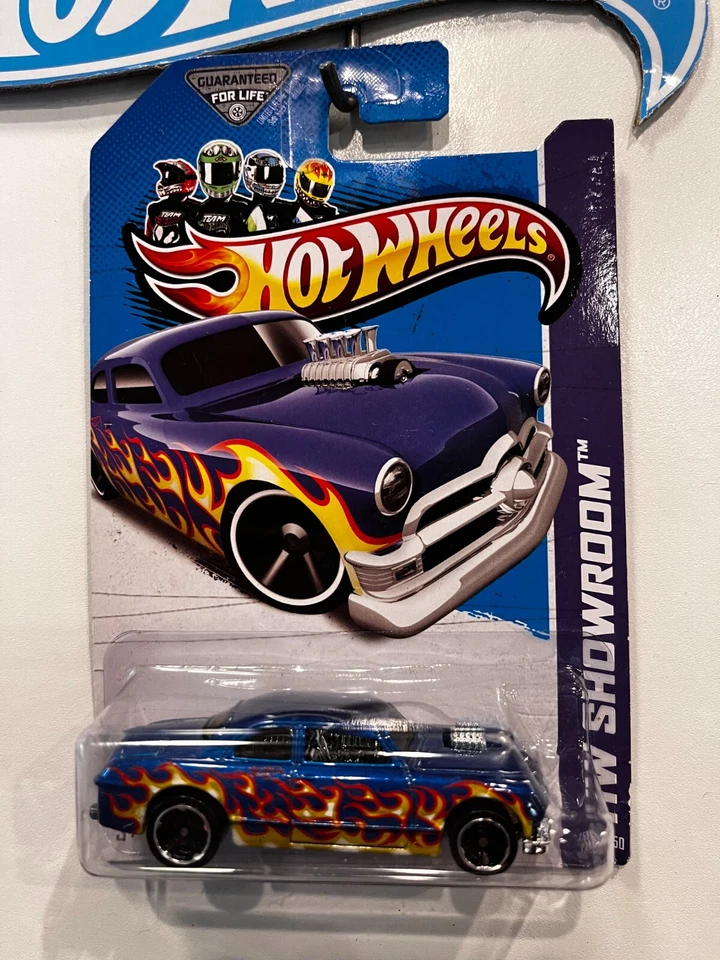 ®
GUARANTEED
FOR LIFE
TEAM
TEAM
HOT WHEELS®
HW SHOWROOM™